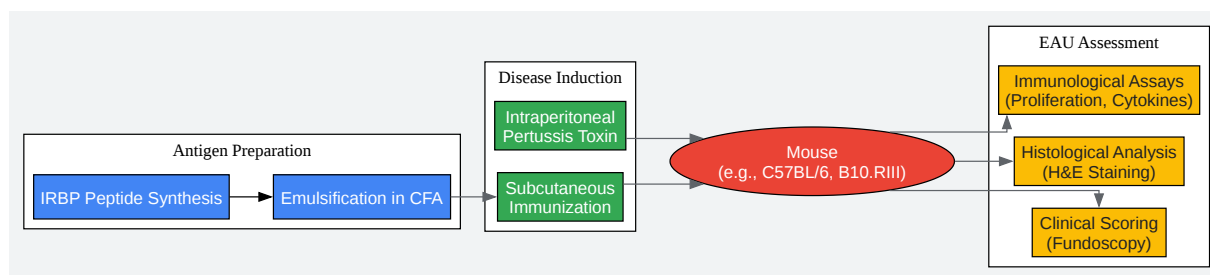 Antigen Preparation
IRBP Peptide Synthesis
Emulsification in CFA
Disease Induction
Intraperitoneal
Pertussis Toxin
Subcutaneous
Immunization
Mouse
(e.g., C57BL/6, B10.RIII)
EAU Assessment
Immunological Assays
(Proliferation, Cytokines)
Histological Analysis
(H&E Staining)
Clinical Scoring
(Fundoscopy)